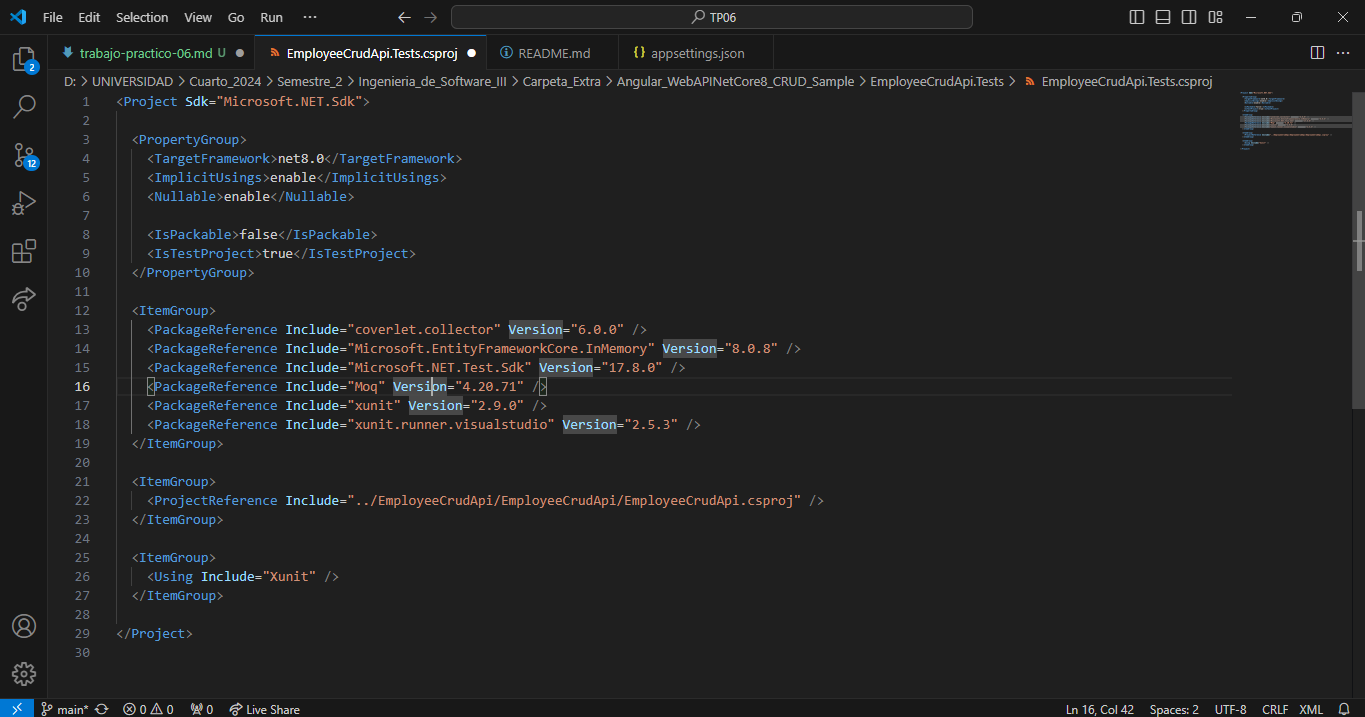 File Edit Selection View Go Run ··· TP06
trabajo-practico-06.md U EmployeeCrudApi.Tests.csproj README.md appsettings.json
D: > UNIVERSIDAD > Cuarto_2024 > Semestre_2 > Ingenieria_de_Software_III > Carpeta_Extra > Angular_WebAPINetCore8_CRUD_Sample > EmployeeCrudApi.Tests > EmployeeCrudApi.Tests.csproj
1 <Project Sdk="Microsoft.NET.Sdk">
2
3 <PropertyGroup>
4 <TargetFramework>net8.0</TargetFramework>
5 <ImplicitUsings>enable</ImplicitUsings>
6 <Nullable>enable</Nullable>
7
8 <IsPackable>false</IsPackable>
9 <IsTestProject>true</IsTestProject>
10 </PropertyGroup>
11
12 <ItemGroup>
13 <PackageReference Include="coverlet.collector" Version="6.0.0" />
14 <PackageReference Include="Microsoft.EntityFrameworkCore.InMemory" Version="8.0.8" />
15 <PackageReference Include="Microsoft.NET.Test.Sdk" Version="17.8.0" />
16 <PackageReference Include="Moq" Version="4.20.71" />
17 <PackageReference Include="xunit" Version="2.9.0" />
18 <PackageReference Include="xunit.runner.visualstudio" Version="2.5.3" />
19 </ItemGroup>
20
21 <ItemGroup>
22 <ProjectReference Include="../EmployeeCrudApi/EmployeeCrudApi/EmployeeCrudApi.csproj" />
23 </ItemGroup>
24
25 <ItemGroup>
26 <Using Include="Xunit" />
27 </ItemGroup>
28
29 </Project>
30
2
12
main* 0 0 0 Live Share Ln 16, Col 42 Spaces: 2 UTF-8 CRLF XML